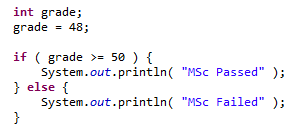 int grade;
grade = 48;
if ( grade >= 50 ) {
    System.out.println( "MSc Passed" );
} else {
    System.out.println( "MSc Failed" );
}